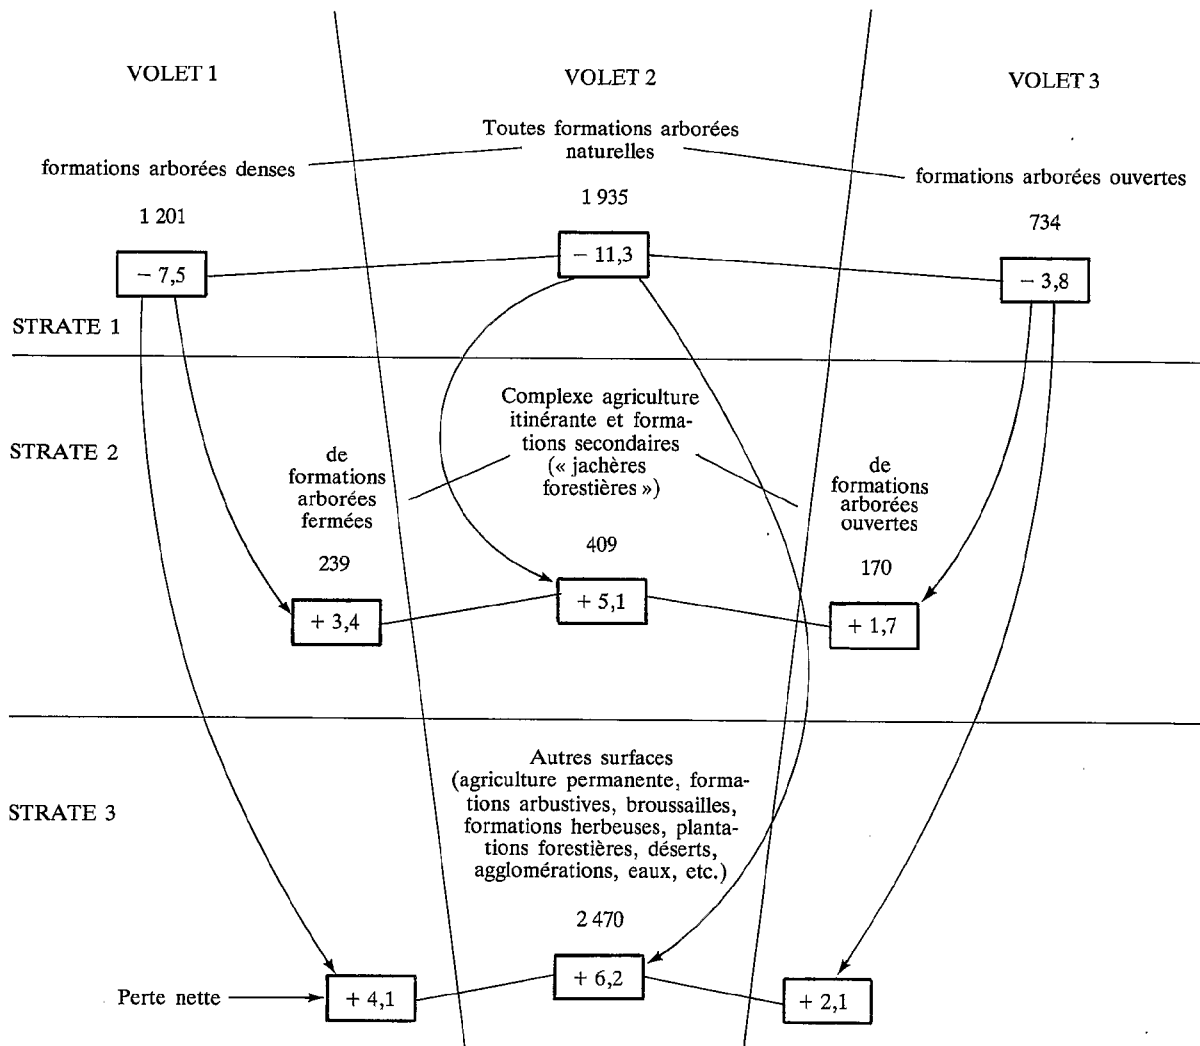 VOLET 1
VOLET 2
VOLET 3
Toutes formations arborées
naturelles
formations arborées denses
formations arborées ouvertes
1 201
1 935
734
− 7,5
− 11,3
− 3,8
STRATE 1
STRATE 2
Complexe agriculture
itinérante et forma-
tions secondaires
(« jachères
forestières »)
de
formations
arborées
fermées
de
formations
arborées
ouvertes
239
409
170
+ 3,4
+ 5,1
+ 1,7
STRATE 3
Autres surfaces
(agriculture permanente, forma-
tions arbustives, broussailles,
formations herbeuses, planta-
tions forestières, déserts,
agglomérations, eaux, etc.)
2 470
Perte nette
+ 4,1
+ 6,2
+ 2,1